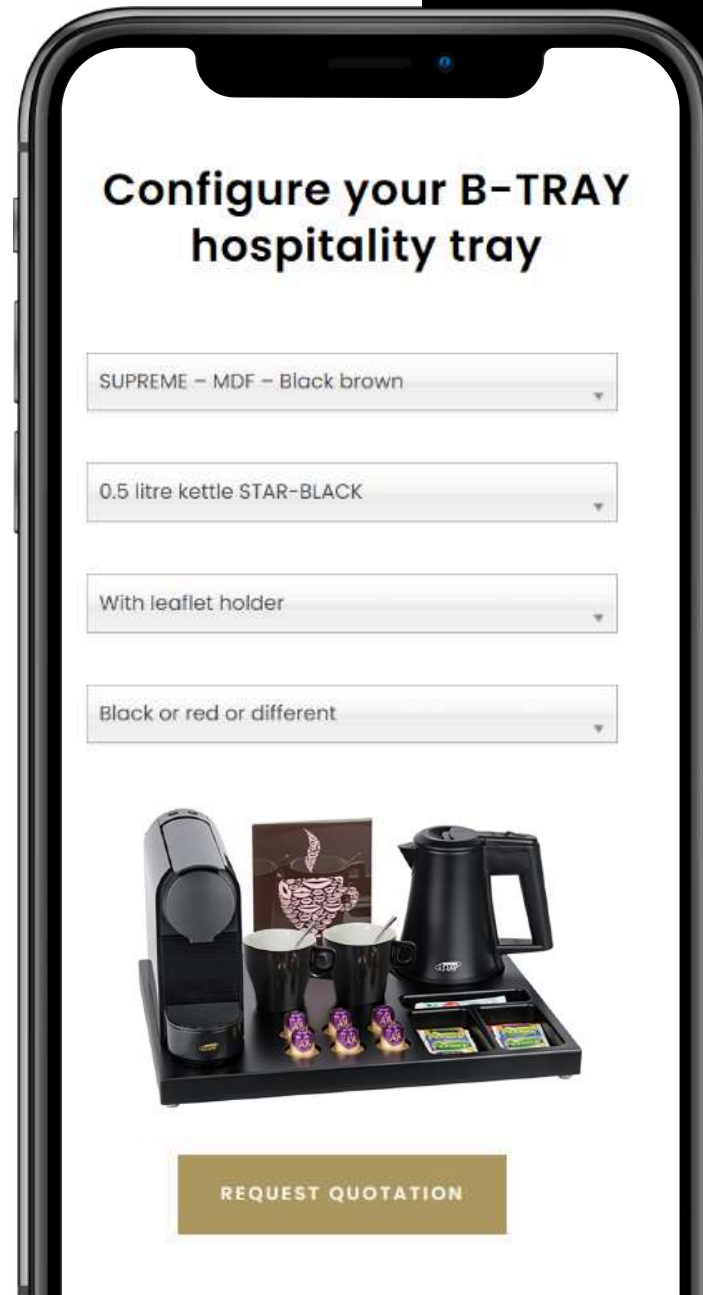 Configure your B-TRAY
hospitality tray
SUPREME – MDF – Black brown
0.5 litre kettle STAR-BLACK
With leaflet holder
Black or red or different
REQUEST QUOTATION